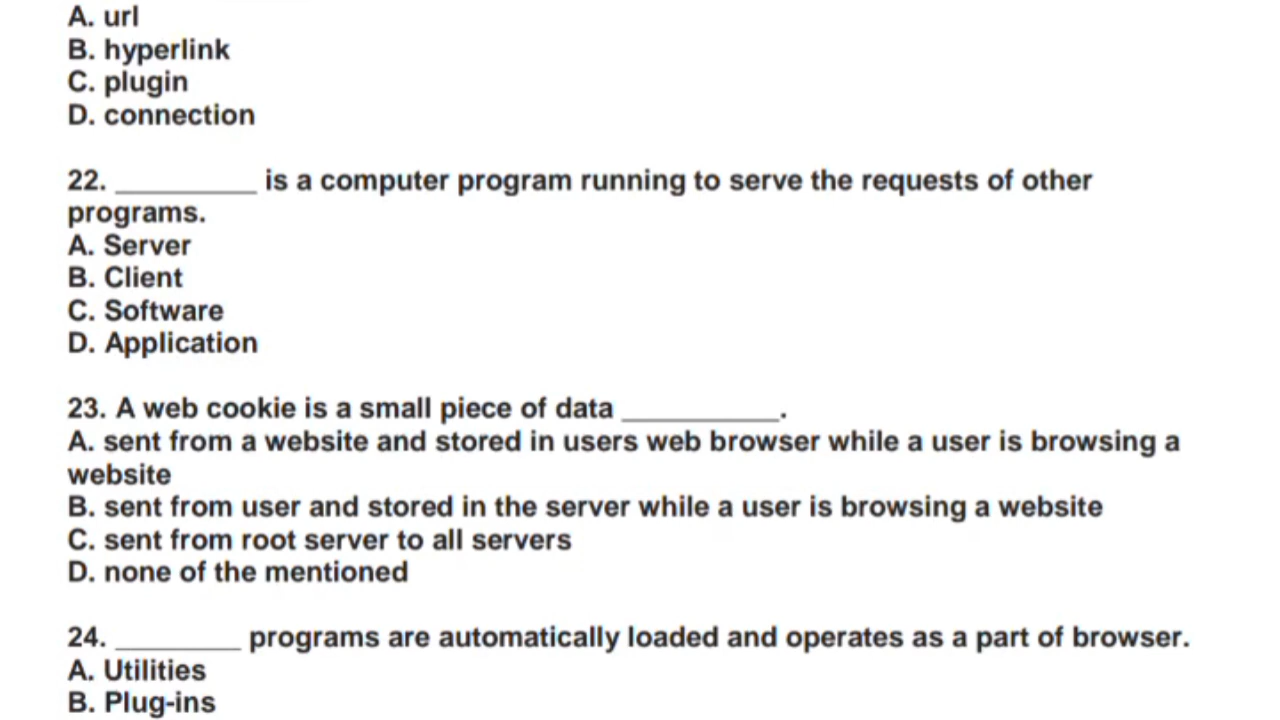 A. url
B. hyperlink
C. plugin
D. connection
22. _________ is a computer program running to serve the requests of other
programs.
A. Server
B. Client
C. Software
D. Application
23. A web cookie is a small piece of data __________.
A. sent from a website and stored in users web browser while a user is browsing a
website
B. sent from user and stored in the server while a user is browsing a website
C. sent from root server to all servers
D. none of the mentioned
24. ________ programs are automatically loaded and operates as a part of browser.
A. Utilities
B. Plug-ins